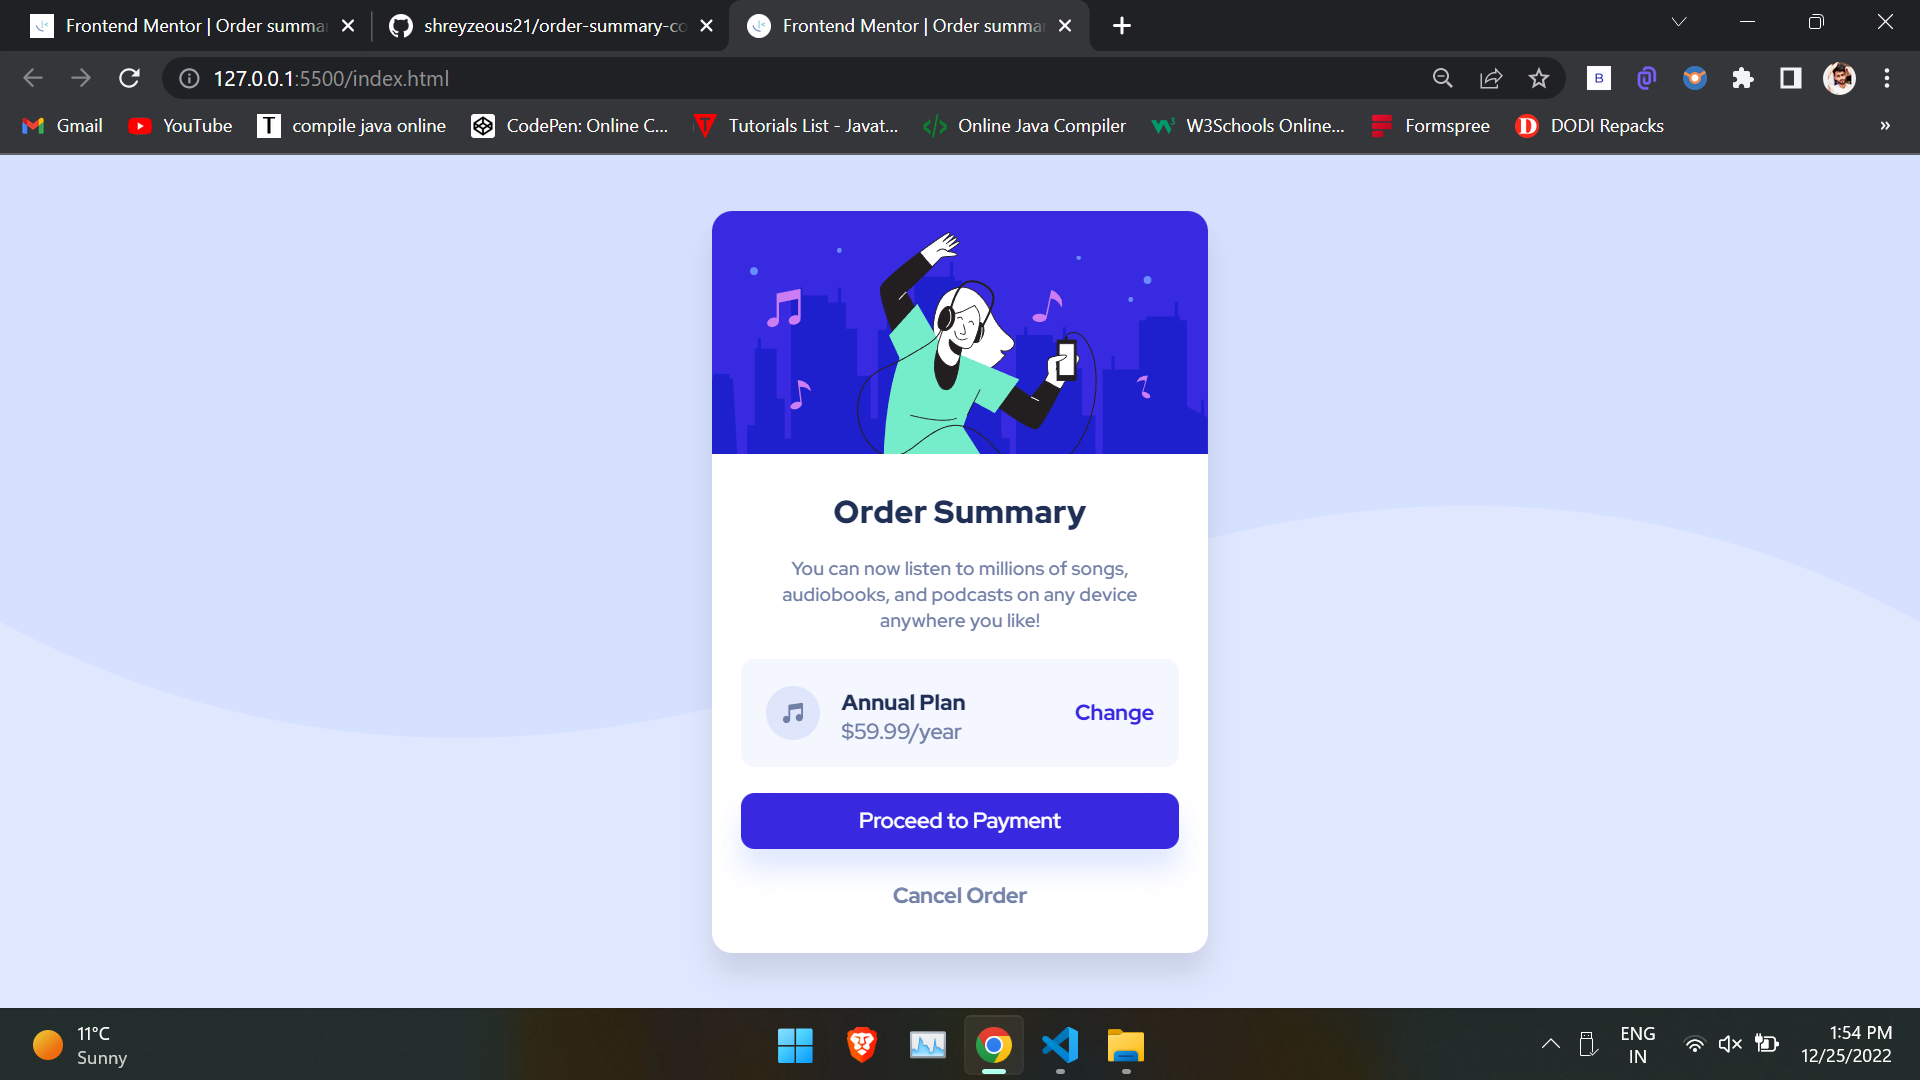 Frontend Mentor | Order summar
shreyzeous21/order-summary-co
Frontend Mentor | Order summar
127.0.0.1:5500/index.html
B
Gmail
YouTube
T
compile java online
CodePen: Online C...
Tutorials List - Javat...
Online Java Compiler
W3Schools Online...
Formspree
DODI Repacks
»
Order Summary
You can now listen to millions of songs,
audiobooks, and podcasts on any device
anywhere you like!
Annual Plan
$59.99/year
Change
Proceed to Payment
Cancel Order
11°C
Sunny
ENG
IN
1:54 PM
12/25/2022